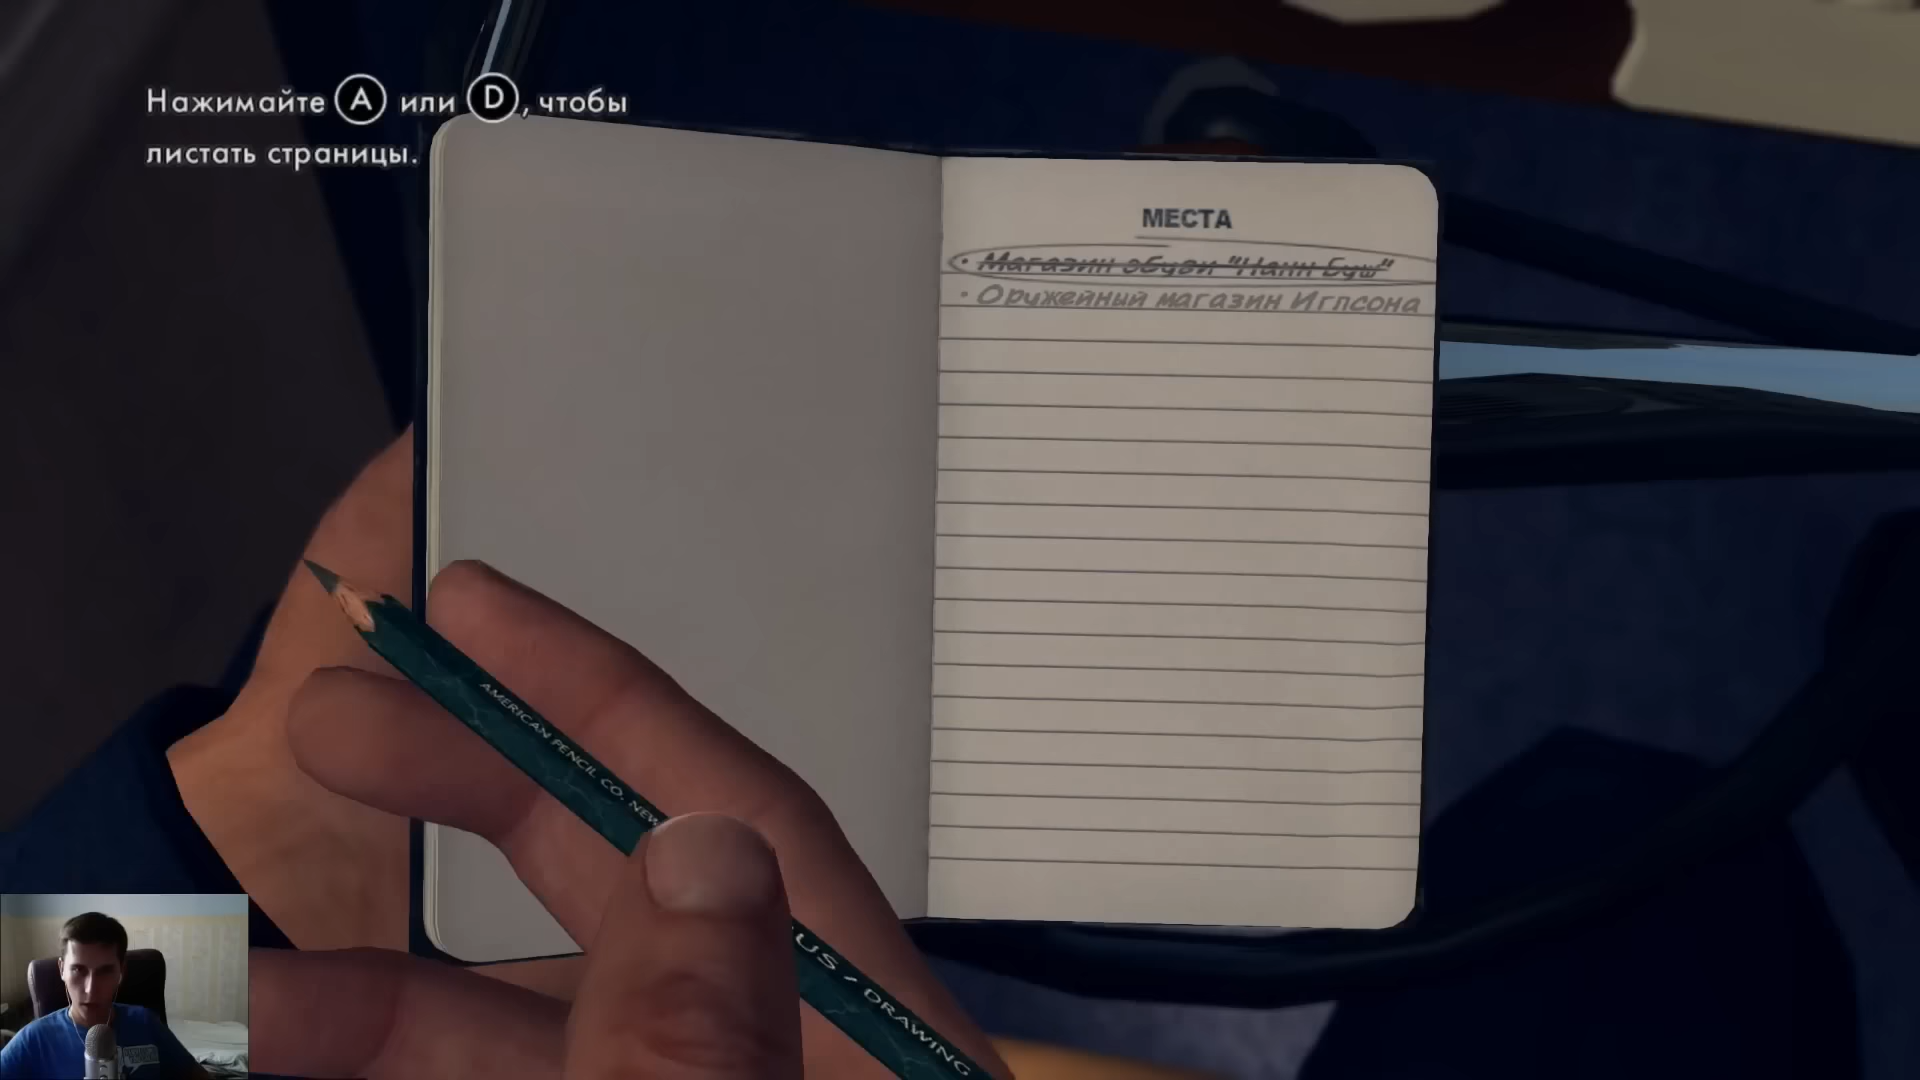 Нажимайте A или D, чтобы
листать страницы.
МЕСТА
• Магазин обуви "Нанн Буш"
• Оружейный магазин Иглсона
AMERICAN PENCIL CO. NEW
US / DRAWING